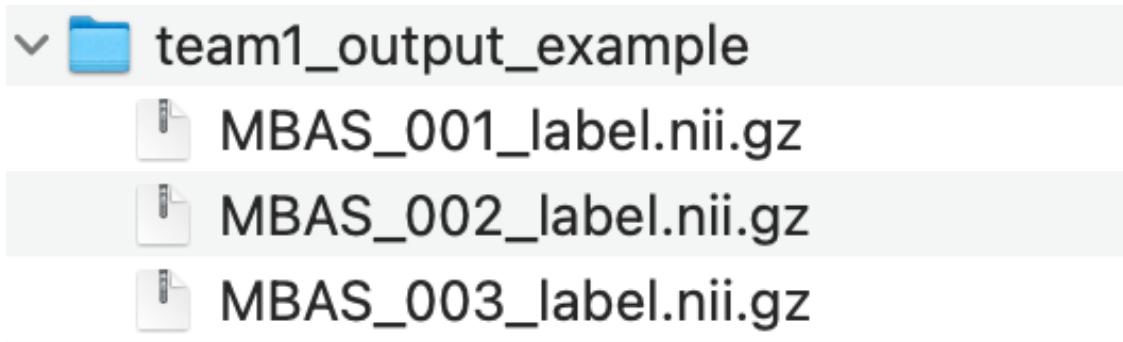 team1_output_example
MBAS_001_label.nii.gz
MBAS_002_label.nii.gz
MBAS_003_label.nii.gz